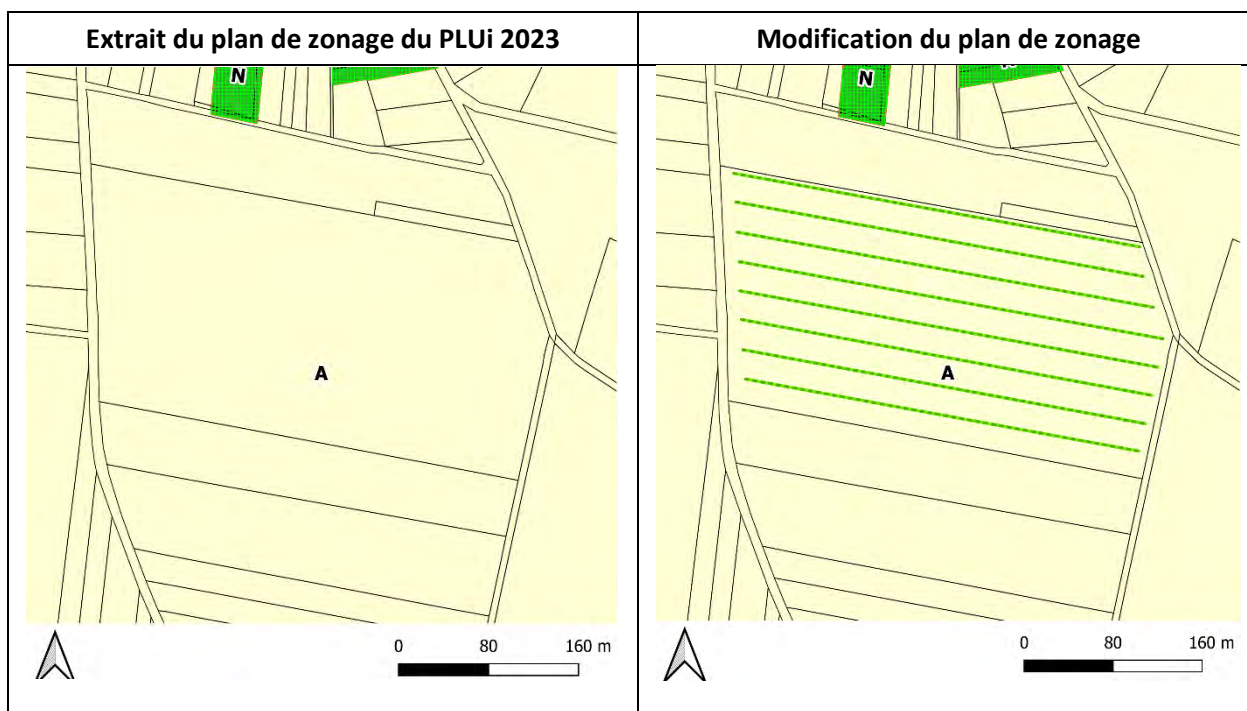 Extrait du plan de zonage du PLUi 2023
Modification du plan de zonage
N
A
0 80 160 m
N
A
0 80 160 m